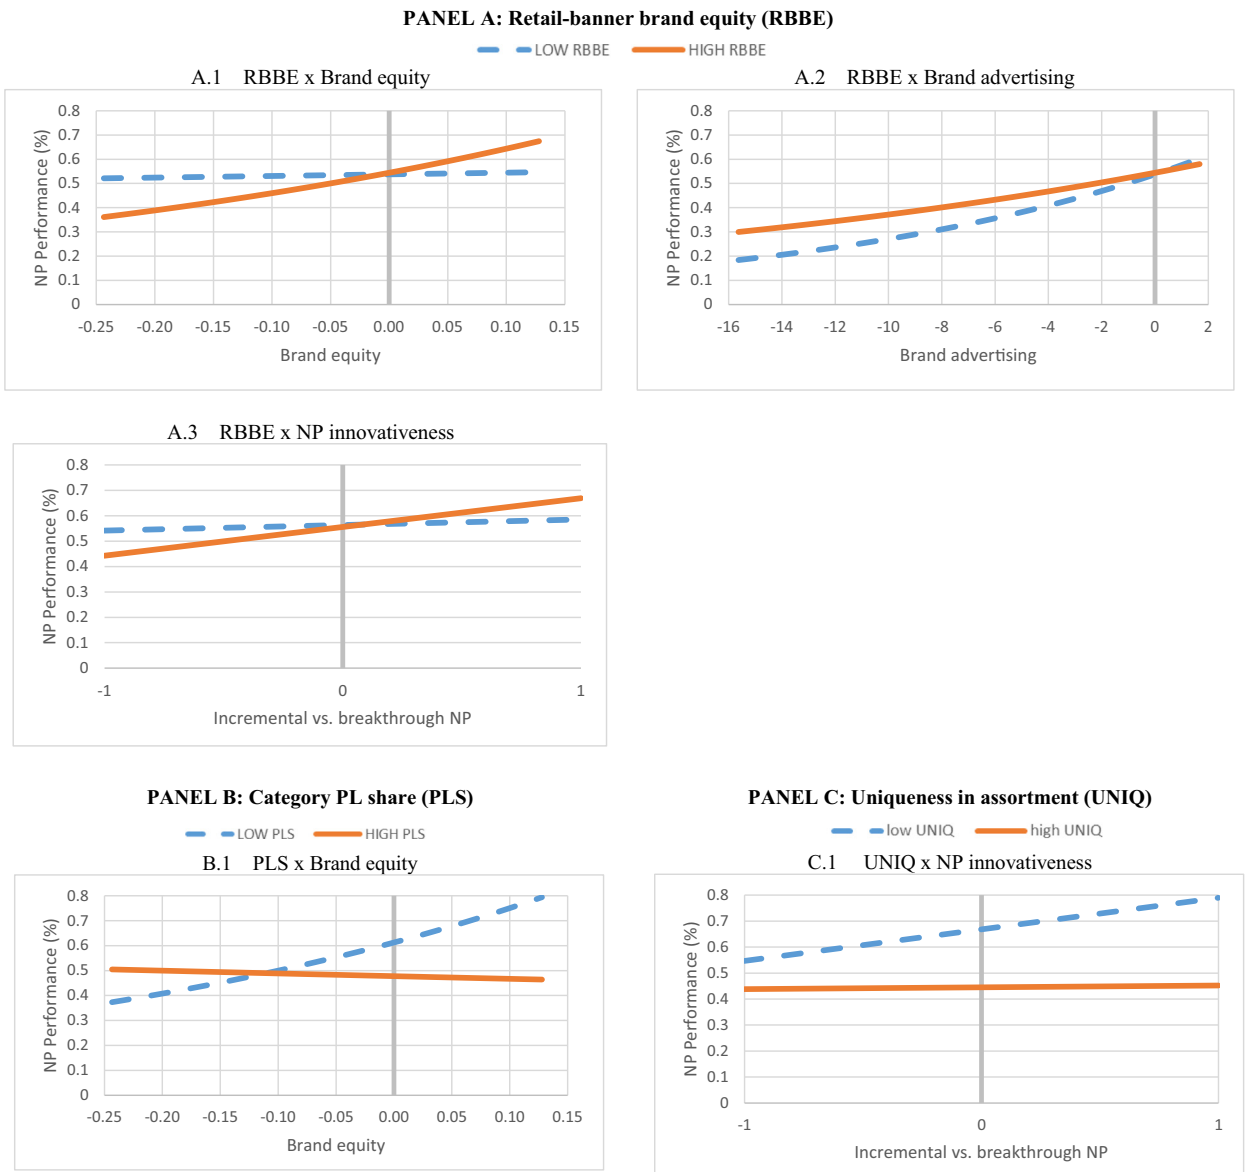 PANEL A: Retail-banner brand equity (RBBE)
LOW RBBE HIGH RBBE
A.1 RBBE x Brand equity
0.8
0.7
0.6
0.5
0.4
0.3
0.2
0.1
0
NP Performance (%)
-0.25 -0.20 -0.15 -0.10 -0.05 0.00 0.05 0.10 0.15
Brand equity
A.2 RBBE x Brand advertising
0.8
0.7
0.6
0.5
0.4
0.3
0.2
0.1
0
NP Performance (%)
-16 -14 -12 -10 -8 -6 -4 -2 0 2
Brand advertising
A.3 RBBE x NP innovativeness
0.8
0.7
0.6
0.5
0.4
0.3
0.2
0.1
0
NP Performance (%)
-1 0 1
Incremental vs. breakthrough NP
PANEL B: Category PL share (PLS)
LOW PLS HIGH PLS
B.1 PLS x Brand equity
0.8
0.7
0.6
0.5
0.4
0.3
0.2
0.1
0
NP Performance (%)
-0.25 -0.20 -0.15 -0.10 -0.05 0.00 0.05 0.10 0.15
Brand equity
PANEL C: Uniqueness in assortment (UNIQ)
low UNIQ high UNIQ
C.1 UNIQ x NP innovativeness
0.8
0.7
0.6
0.5
0.4
0.3
0.2
0.1
0
NP Performance (%)
-1 0 1
Incremental vs. breakthrough NP